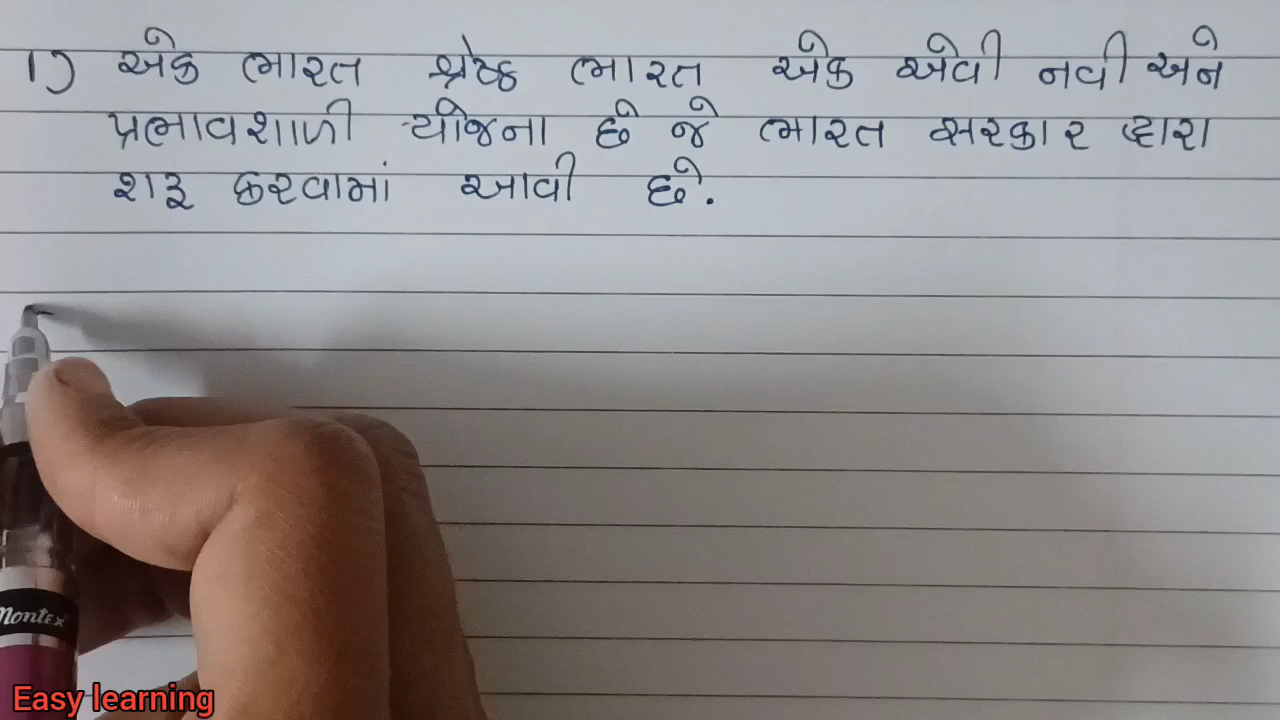 1) એક ભારત શ્રેષ્ઠ ભારત એક એવી નવી અને
પ્રભાવશાળી યોજના છે જે ભારત સરકાર દ્વારા
શરૂ કરવામાં આવી છે.
Montex
Easy learning